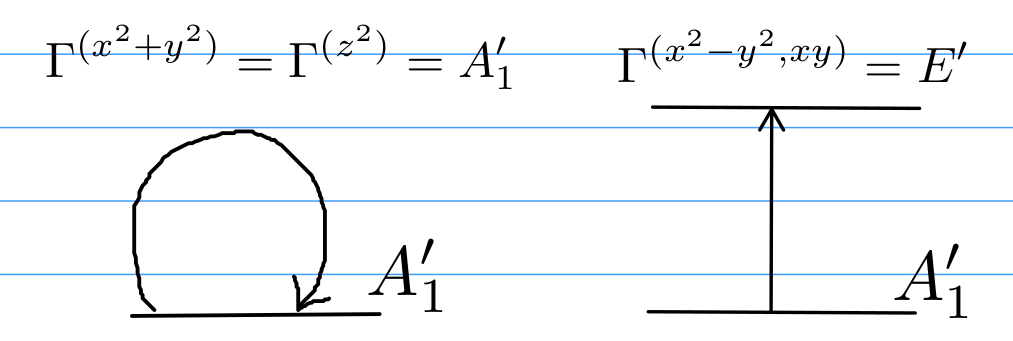 Γ^(x²+y²) = Γ^(z²) = A′₁
Γ^(x²−y²,xy) = E′
A′₁
A′₁